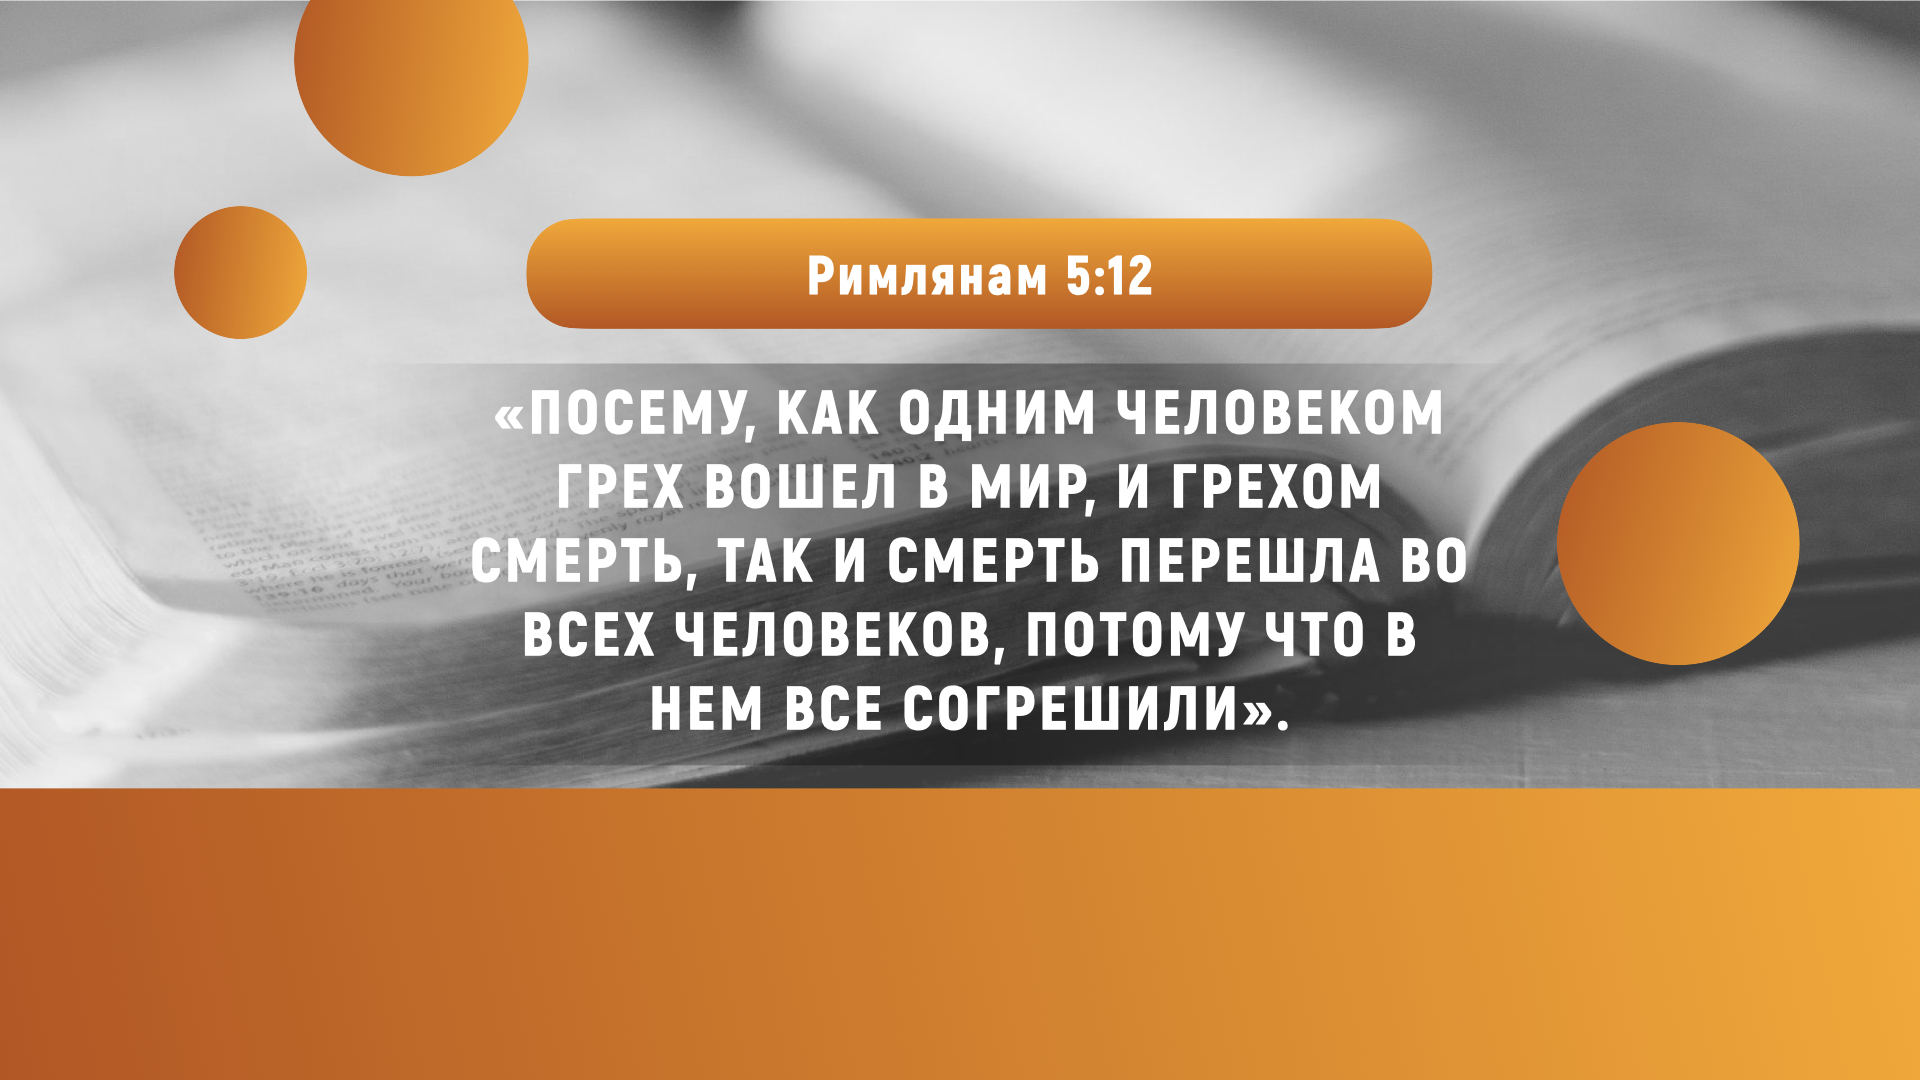 Римлянам 5:12
«ПОСЕМУ, КАК ОДНИМ ЧЕЛОВЕКОМ
ГРЕХ ВОШЕЛ В МИР, И ГРЕХОМ
СМЕРТЬ, ТАК И СМЕРТЬ ПЕРЕШЛА ВО
ВСЕХ ЧЕЛОВЕКОВ, ПОТОМУ ЧТО В
НЕМ ВСЕ СОГРЕШИЛИ».